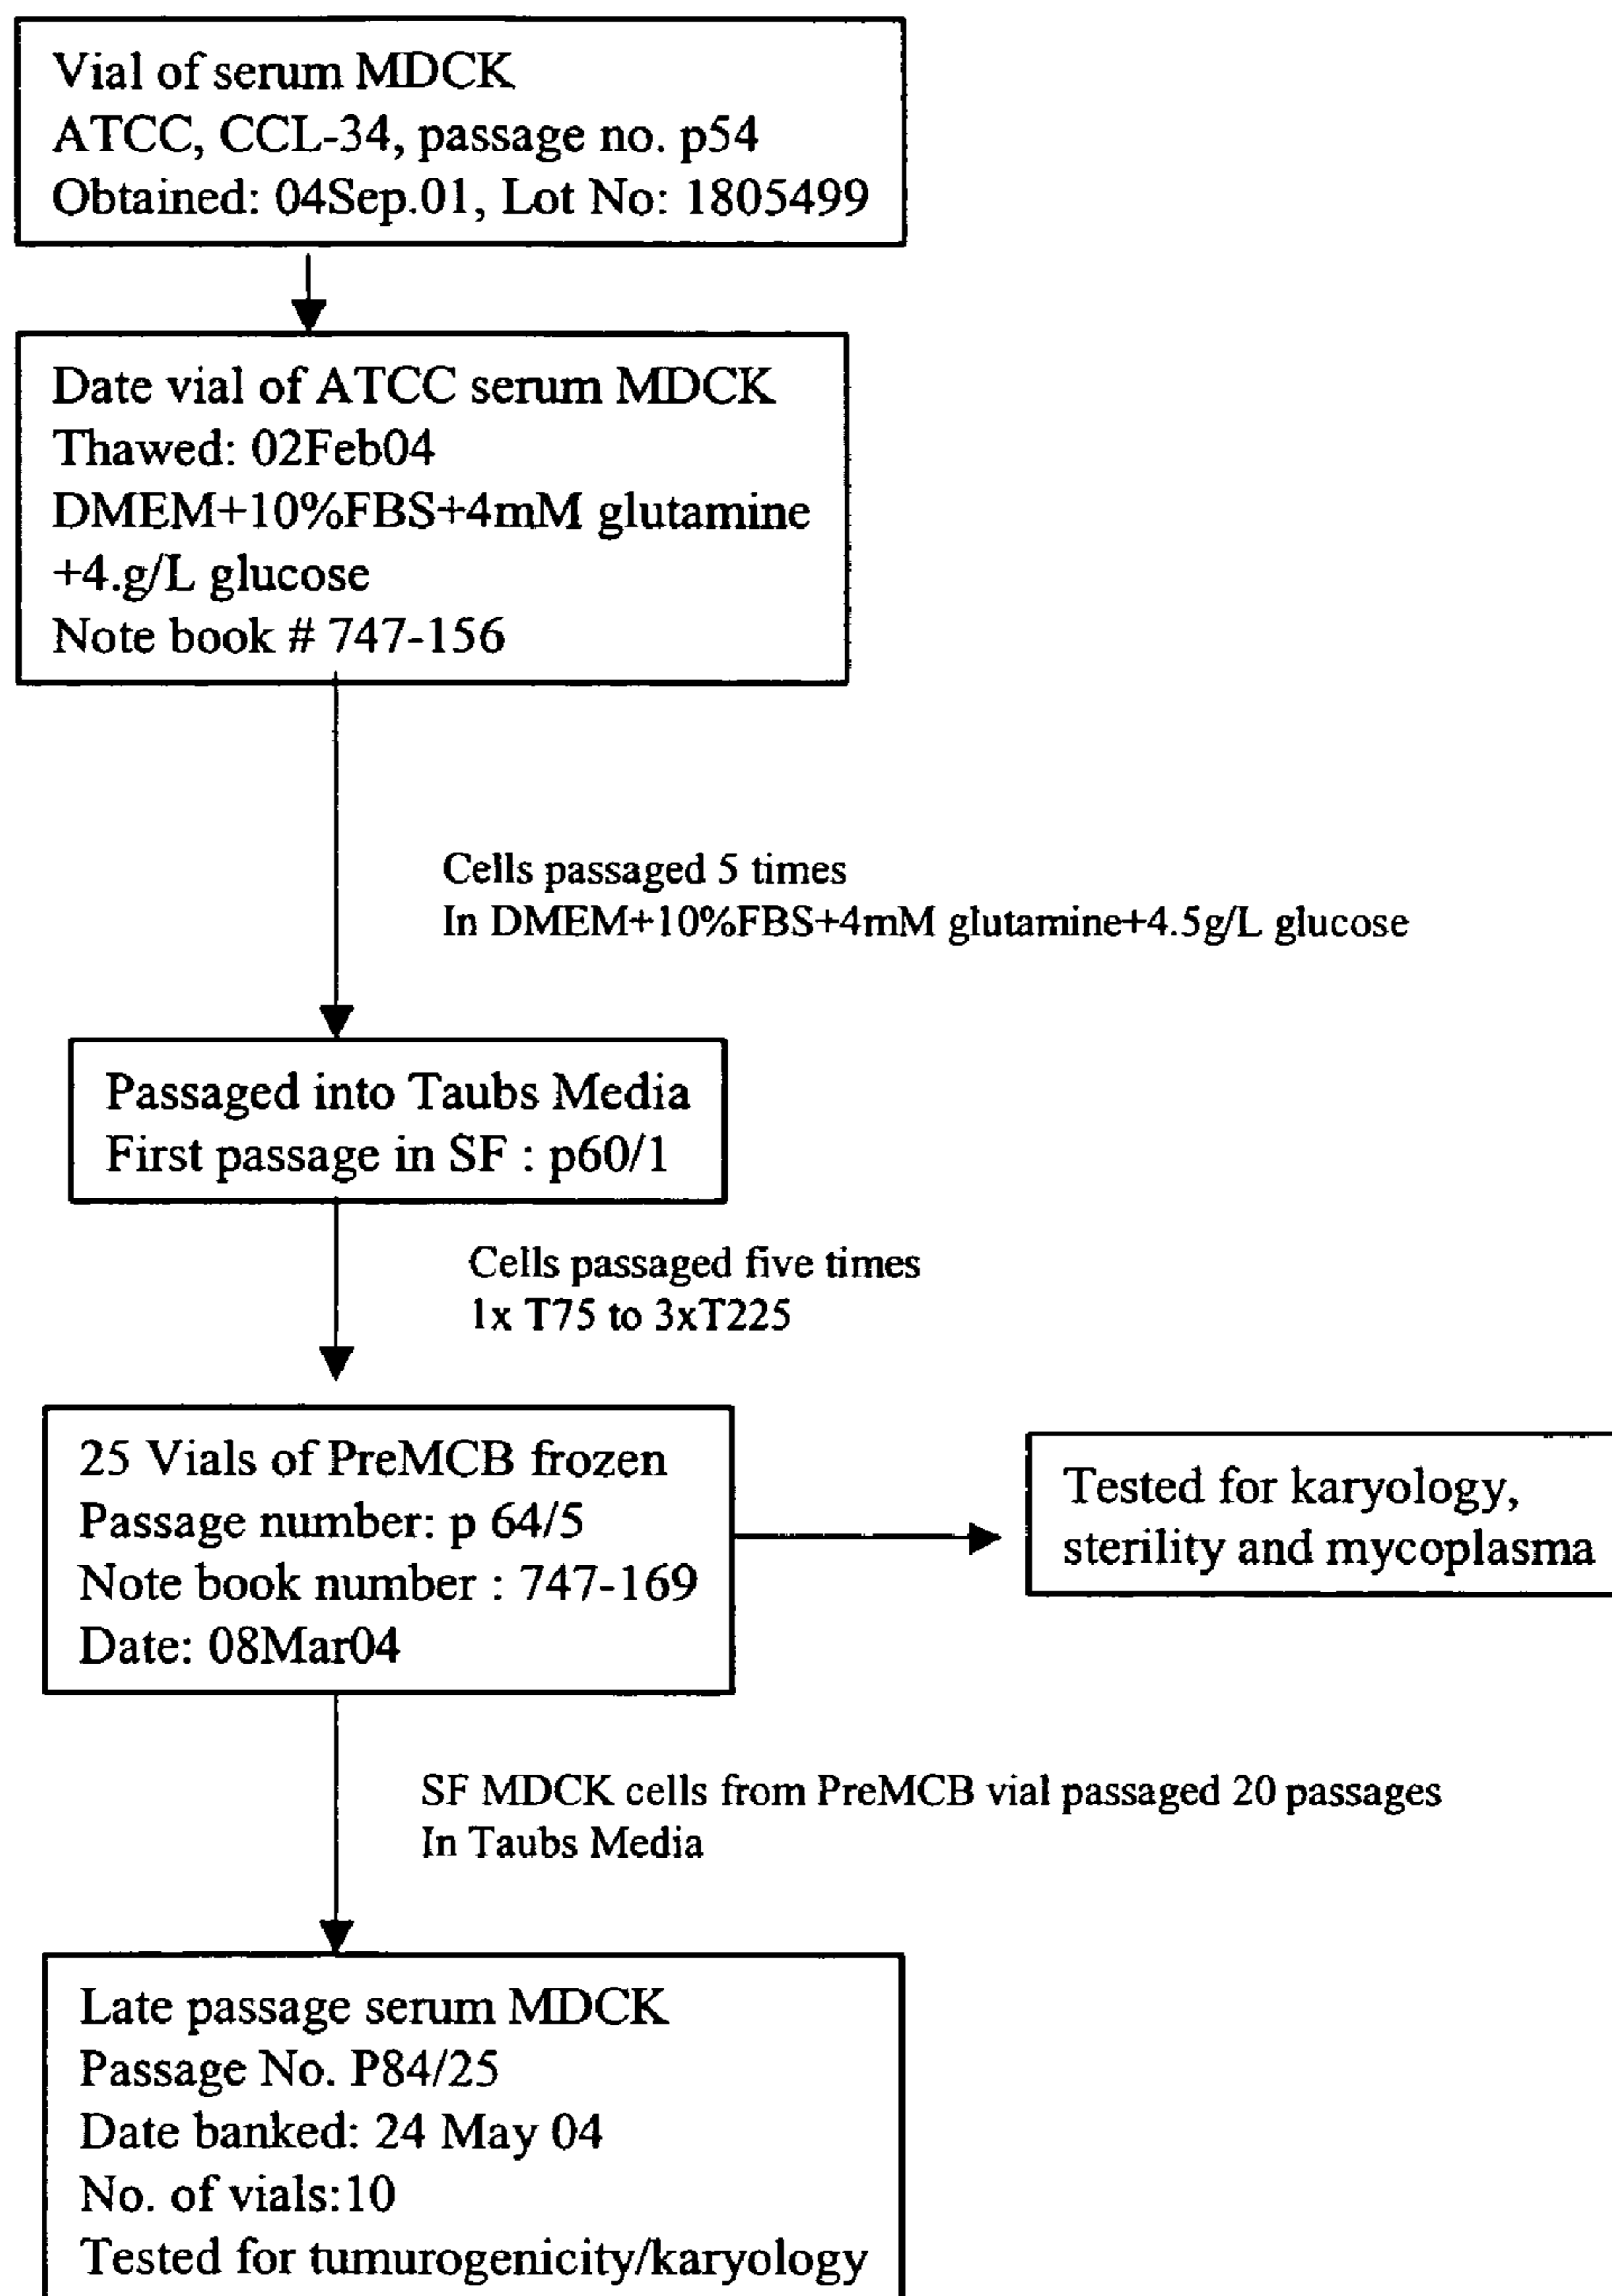 Vial of serum MDCK
ATCC, CCL-34, passage no. p54
Obtained: 04Sep.01, Lot No: 1805499
Date vial of ATCC serum MDCK
Thawed: 02Feb04
DMEM+10%FBS+4mM glutamine
+4.g/L glucose
Note book # 747-156
Cells passaged 5 times
In DMEM+10%FBS+4mM glutamine+4.5g/L glucose
Passaged into Taubs Media
First passage in SF : p60/1
Cells passaged five times
1x T75 to 3xT225
25 Vials of PreMCB frozen
Passage number: p 64/5
Note book number : 747-169
Date: 08Mar04
Tested for karyology,
sterility and mycoplasma
SF MDCK cells from PreMCB vial passaged 20 passages
In Taubs Media
Late passage serum MDCK
Passage No. P84/25
Date banked: 24 May 04
No. of vials:10
Tested for tumurogenicity/karyology